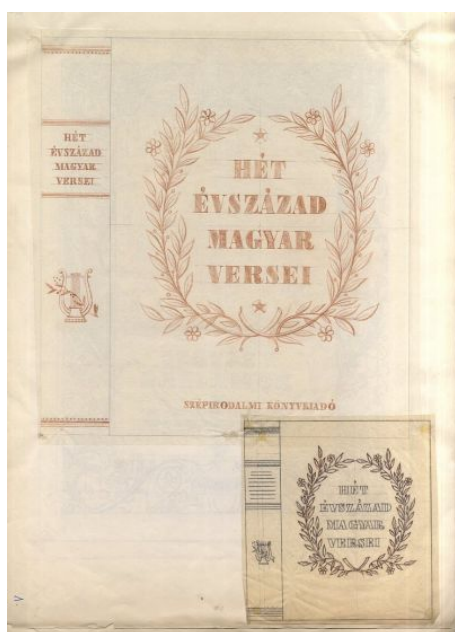 HÉT
ÉVSZÁZAD
MAGYAR
VERSEI
HÉT
ÉVSZÁZAD
MAGYAR
VERSEI
SZÉPIRODALMI KÖNYVKIADÓ
HÉT
ÉVSZÁZAD
MAGYAR
VERSEI